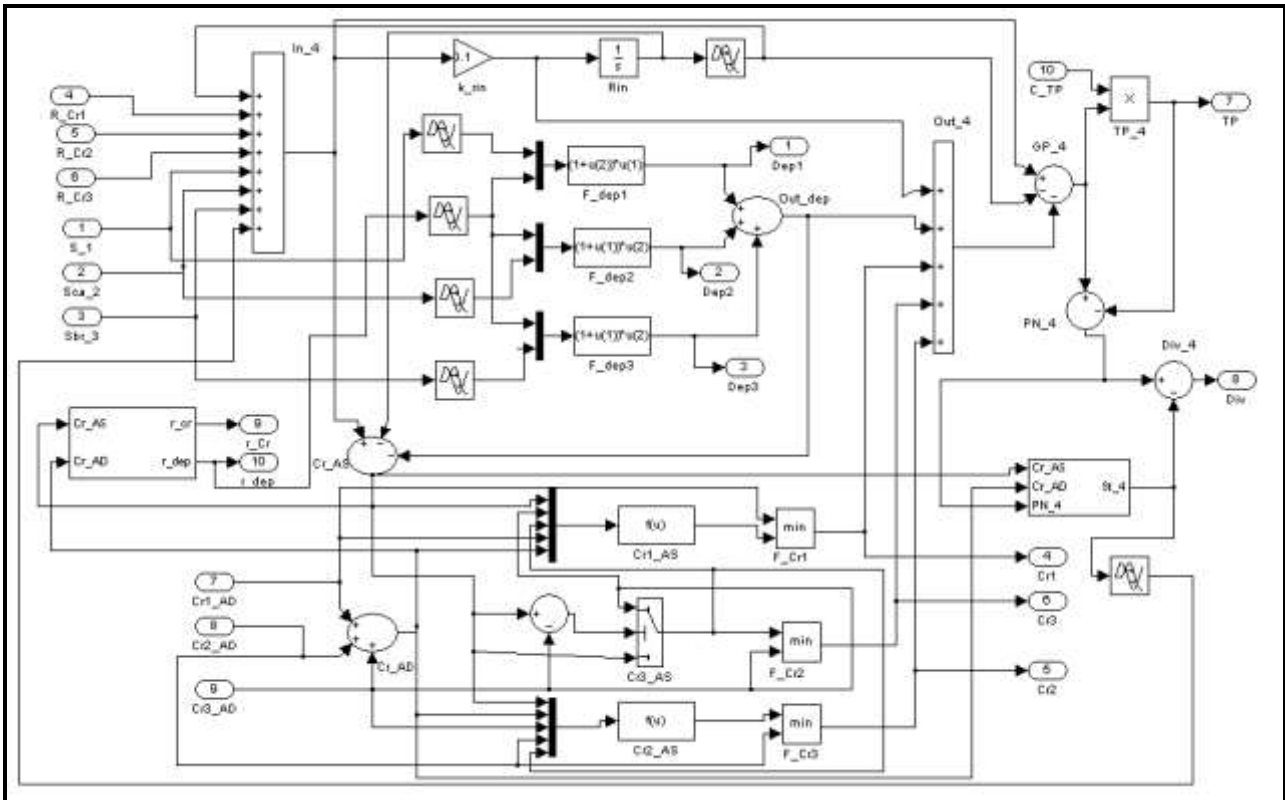 In_4
0.1
k_rin
1
s
Rin
10
C_TP
×
TP_4
7
TP
4
R_Cr1
5
R_Cr2
6
R_Cr3
1
S_1
2
Sca_2
3
Sbr_3
(1+u(2))*u(1)
F_dep1
1
Dep1
(1+u(1)*u(2)
F_dep2
2
Dep2
(1+u(1)*u(2)
F_dep3
3
Dep3
Out_dep
Out_4
GP_4
PN_4
Div_4
8
Div
Cr_AS
Cr_AD
r_cr
r_dep
9
r_Cr
10
r_dep
Cr_AS
Cr_AS
Cr_AD
PN_4
St_4
f(u)
Cr1_AS
min
F_Cr1
4
Cr1
6
Cr3
5
Cr2
7
Cr1_AD
8
Cr2_AD
9
Cr3_AD
Cr_AD
Cr3_AS
min
F_Cr2
f(u)
Cr2_AS
min
F_Cr3